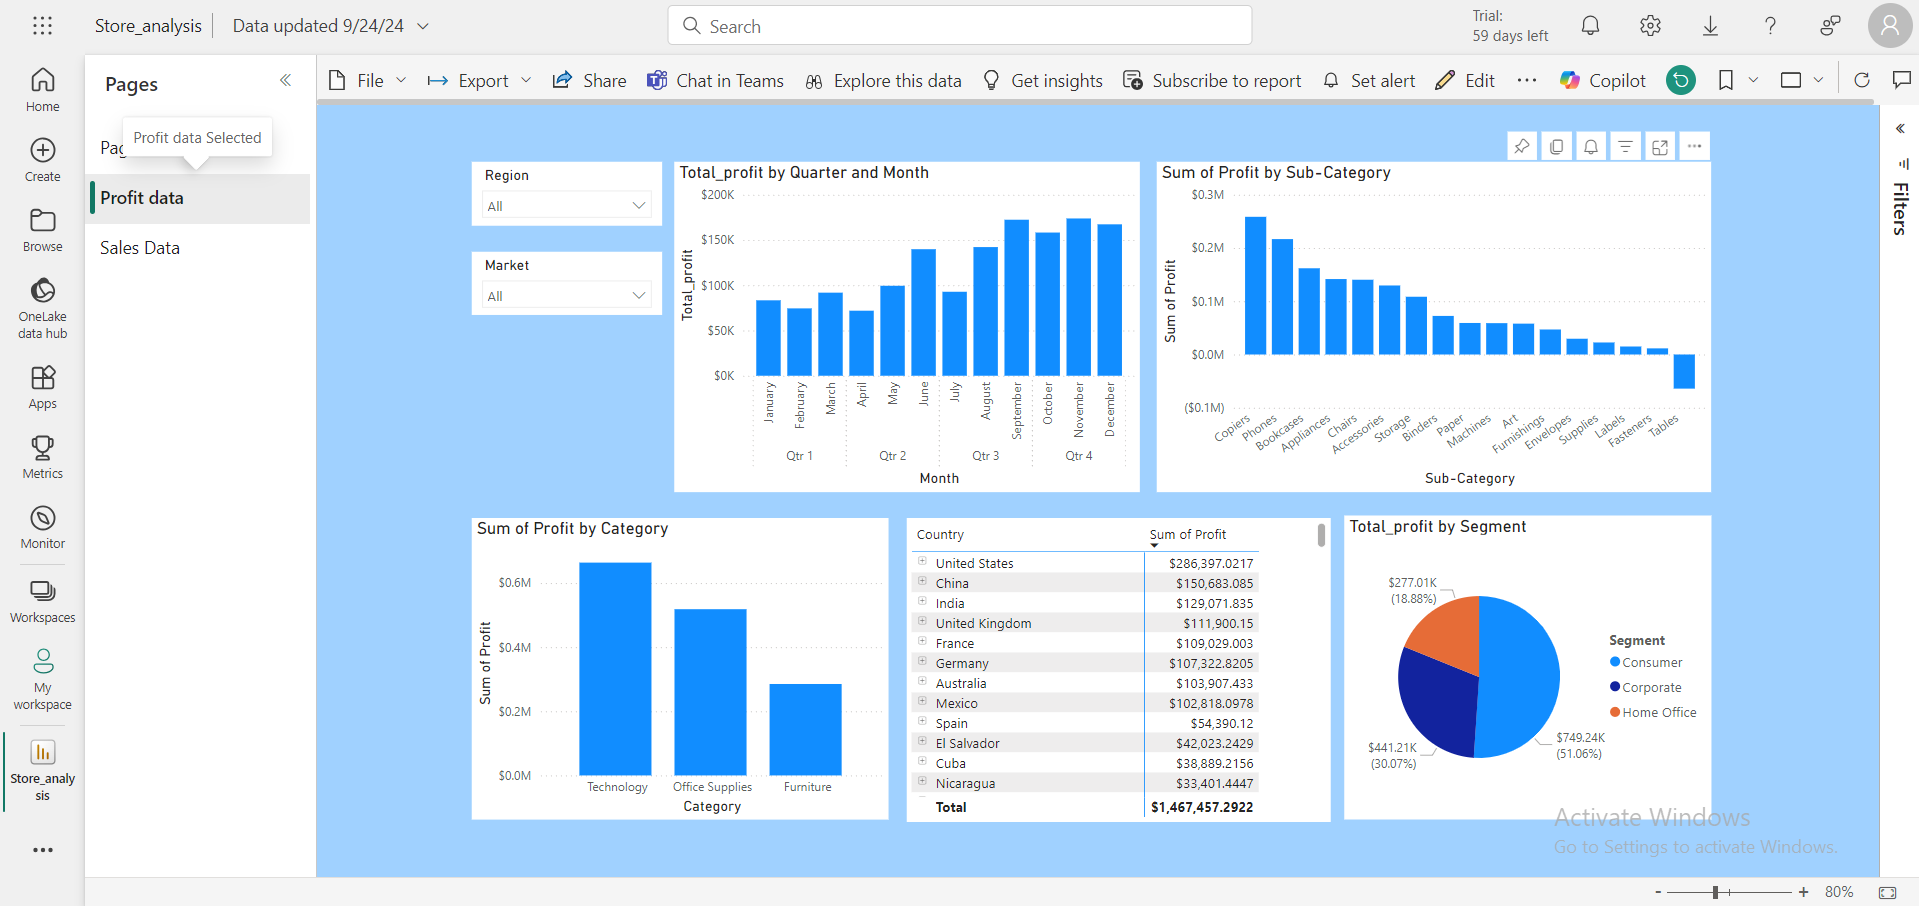 Store_analysis
Data updated 9/24/24
Search
Trial:
59 days left
Home
Create
Browse
OneLake
data hub
Apps
Metrics
Monitor
Workspaces
My
workspace
Store_analy
sis
Pages
Profit data Selected
Profit data
Sales Data
File
Export
Share
Chat in Teams
Explore this data
Get insights
Subscribe to report
Set alert
Edit
Copilot
Filters
Region
All
Market
All
Total_profit by Quarter and Month
Total_profit
$200K
$150K
$100K
$50K
$0K
January
February
March
April
May
June
July
August
September
October
November
December
Qtr 1
Qtr 2
Qtr 3
Qtr 4
Month
Sum of Profit by Sub-Category
Sum of Profit
$0.3M
$0.2M
$0.1M
$0.0M
($0.1M)
Copiers
Phones
Bookcases
Appliances
Chairs
Accessories
Storage
Binders
Paper
Machines
Art
Furnishings
Envelopes
Supplies
Labels
Fasteners
Tables
Sub-Category
Sum of Profit by Category
Sum of Profit
$0.6M
$0.4M
$0.2M
$0.0M
Technology
Office Supplies
Furniture
Category
Country Sum of Profit
United States $286,397.0217
China $150,683.085
India $129,071.835
United Kingdom $111,900.15
France $109,029.003
Germany $107,322.8205
Australia $103,907.433
Mexico $102,818.0978
Spain $54,390.12
El Salvador $42,023.2429
Cuba $38,889.2156
Nicaragua $33,401.4447
Total $1,467,457.2922
Total_profit by Segment
$277.01K
(18.88%)
$441.21K
(30.07%)
$749.24K
(51.06%)
Segment
Consumer
Corporate
Home Office
Activate Windows
Go to Settings to activate Windows.
- + 80%